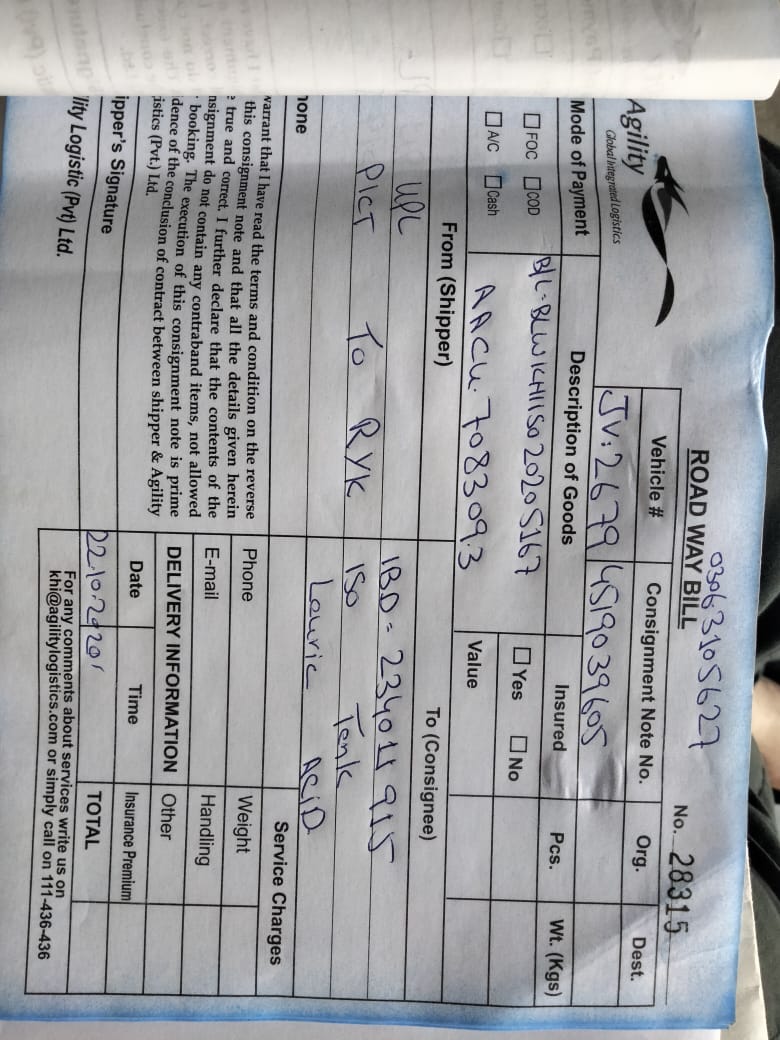 03063105627
ROAD WAY BILL
No. 28315
Agility
Global Integrated Logistics
Vehicle #
Consignment Note No.
Org.
Dest.
JV:2679
4519039605
Mode of Payment
Description of Goods
Insured
Pcs.
Wt. (Kgs)
FOC
COD
B/L-BLWKHIISO20205167
Yes
No
A/C
Cash
AACU.7083093
Value
From (Shipper)
To (Consignee)
UPL
IBD = 234011915
PICT To RYK
ISO Tenk
Lauric ACiD
hone
Service Charges
warrant that I have read the terms and condition on the reverse
this consignment note and that all the details given herein
e true and correct. I further declare that the contents of the
nsignment do not contain any contraband items, not allowed
booking. The execution of this consignment note is prime
idence of the conclusion of contract between shipper & Agility
istics (Pvt.) Ltd.
Phone
Weight
E-mail
Handling
DELIVERY INFORMATION
Other
Date
Time
Insurance Premium
ipper's Signature
22.10.2020
TOTAL
lity Logistic (Pvt) Ltd.
For any comments about services write us on
khi@agilitylogistics.com or simply call on 111-436-436